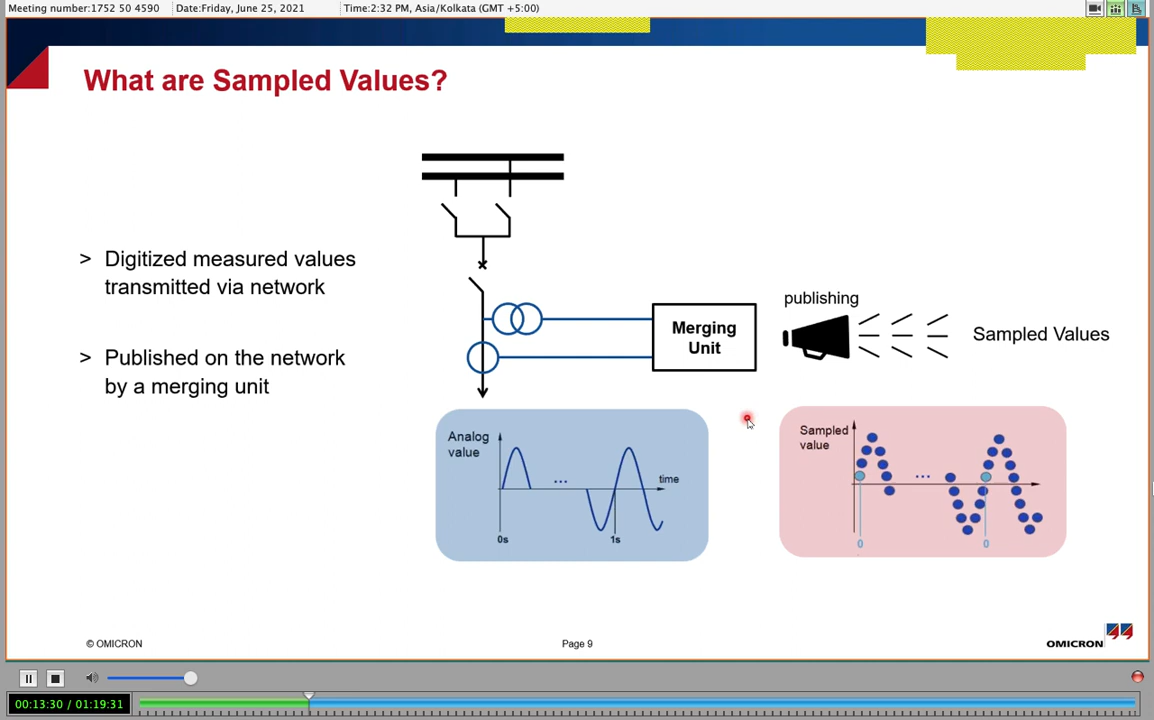 Meeting number:1752 50 4590 Date:Friday, June 25, 2021 Time:2:32 PM, Asia/Kolkata (GMT +5:00)
What are Sampled Values?
> Digitized measured values
transmitted via network
> Published on the network
by a merging unit
Merging
Unit
publishing
Sampled Values
Analog
value
time
...
0s
1s
Sampled
value
...
0
0
© OMICRON
Page 9
OMICRON
00:13:30 / 01:19:31